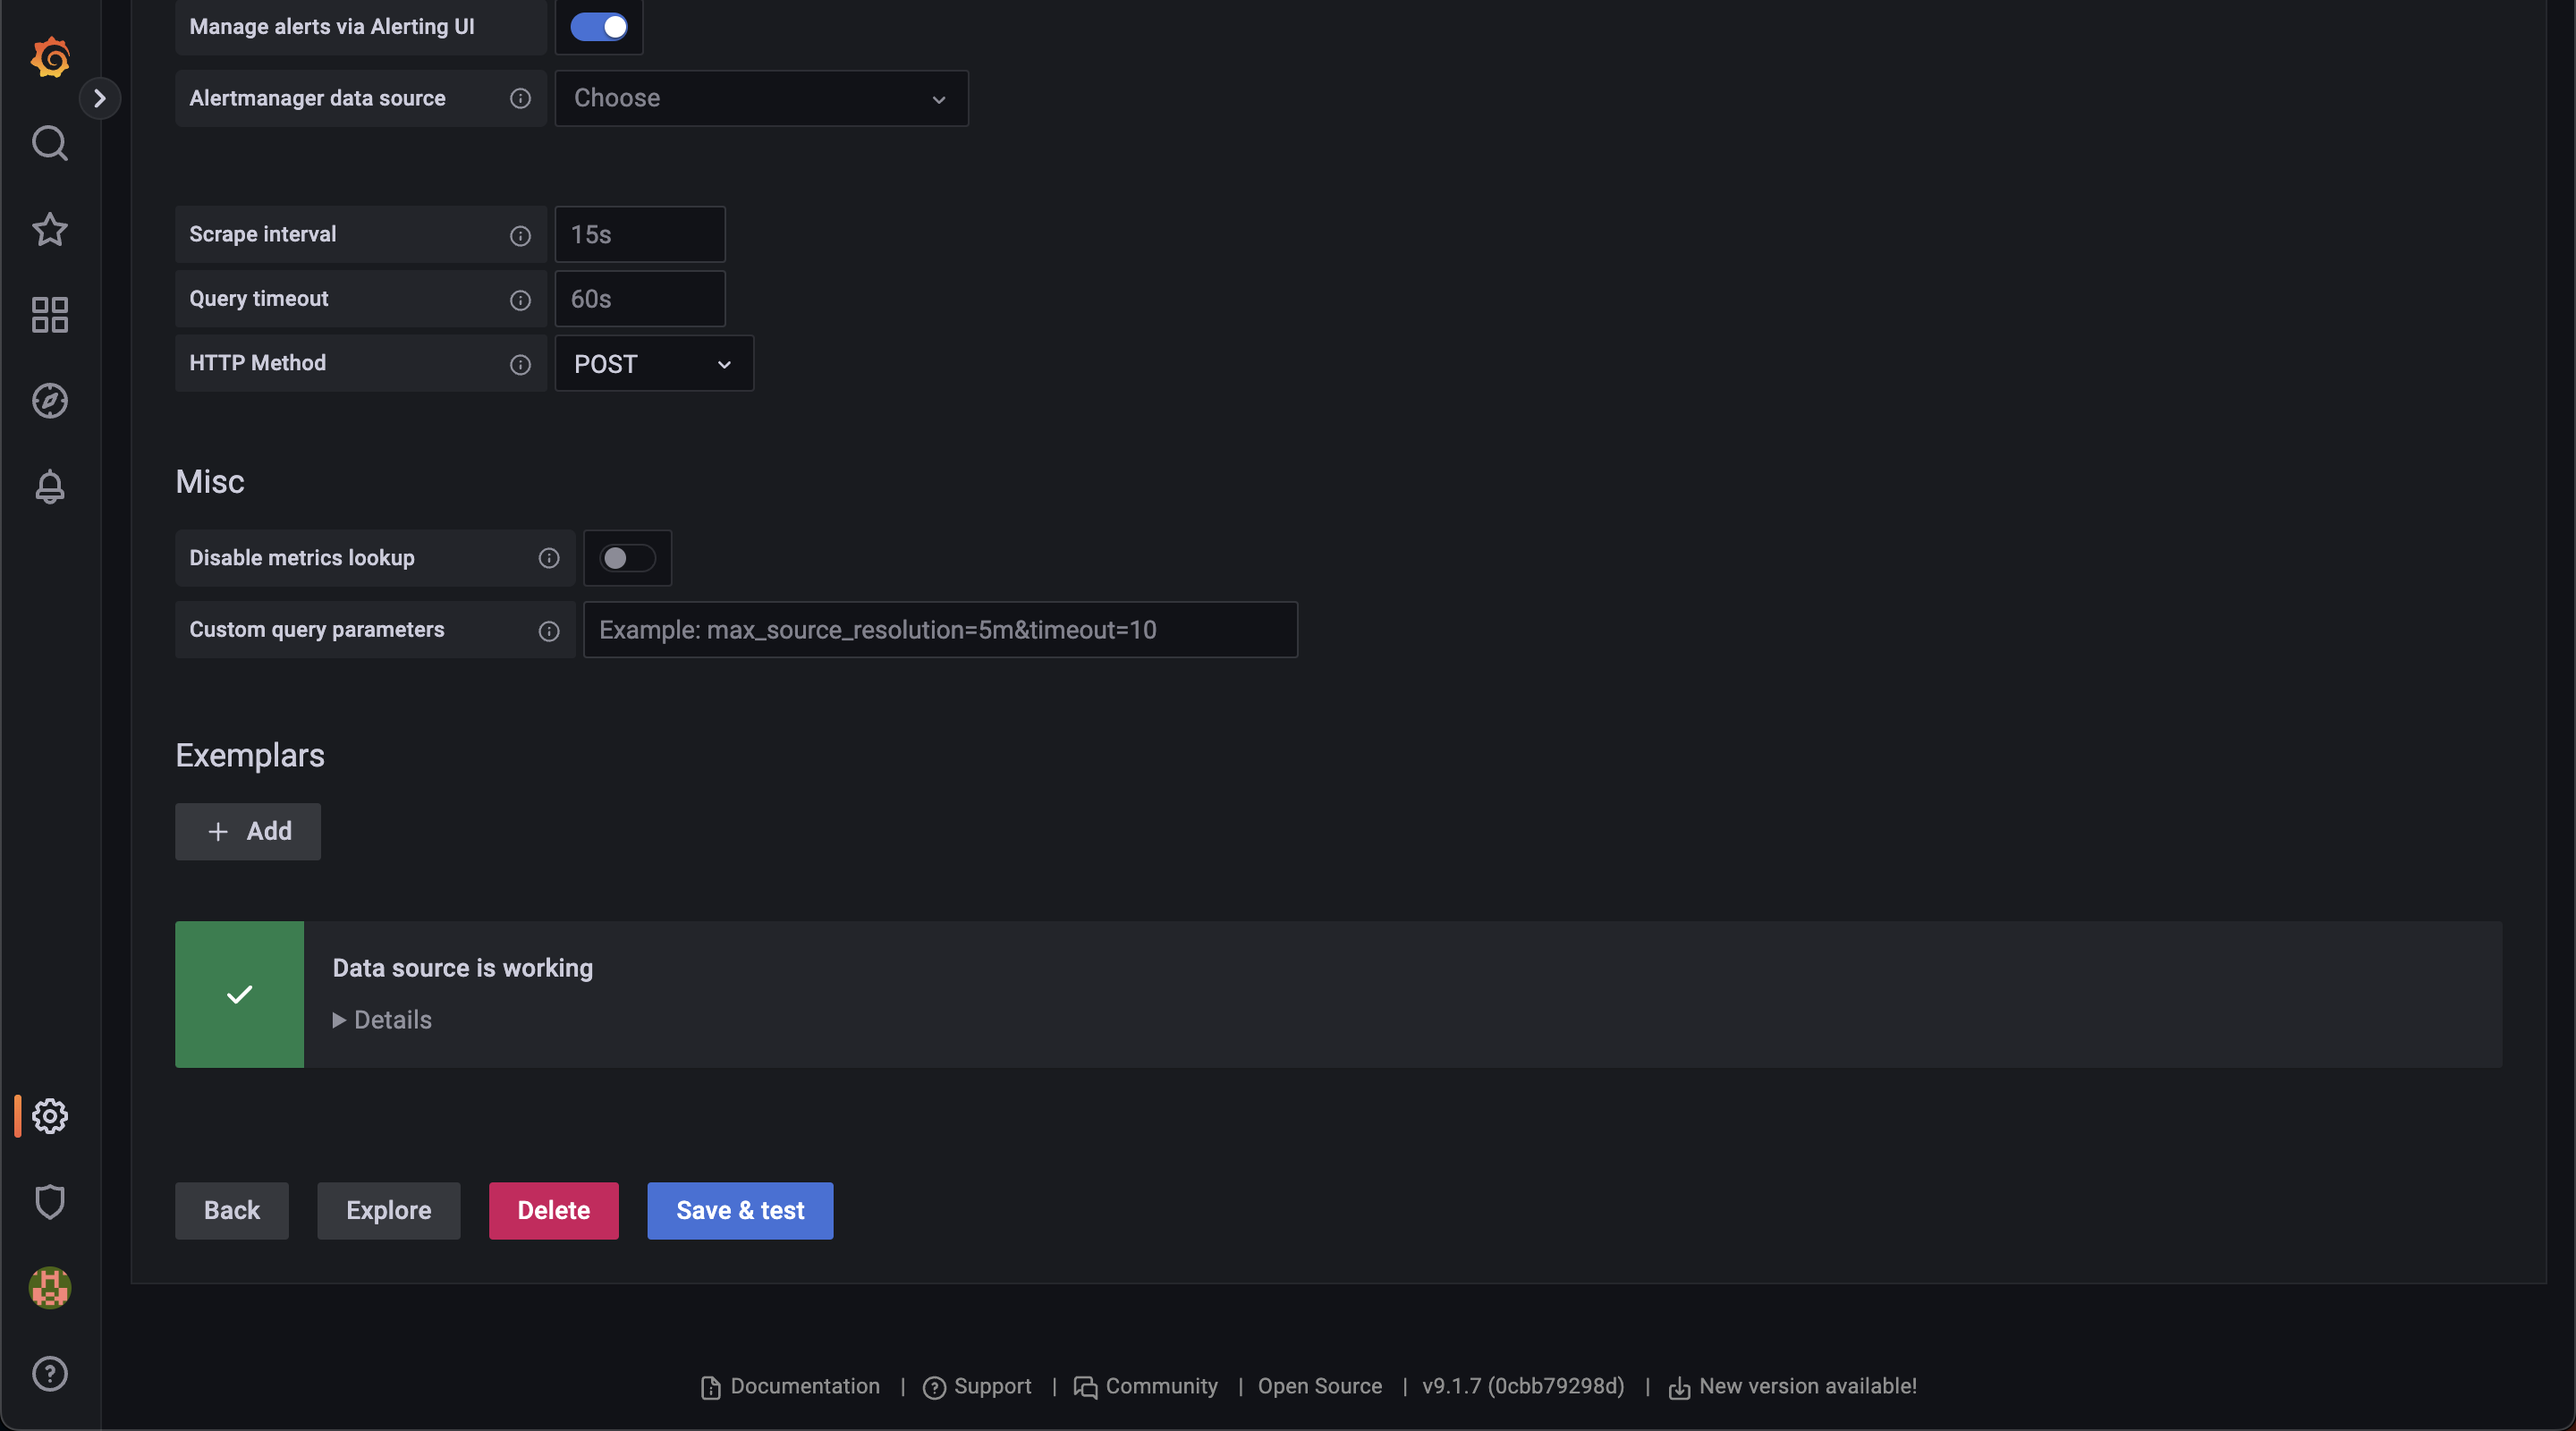 Manage alerts via Alerting UI
Alertmanager data source
Choose
Scrape interval
15s
Query timeout
60s
HTTP Method
POST
Misc
Disable metrics lookup
Custom query parameters
Example: max_source_resolution=5m&timeout=10
Exemplars
Add
Data source is working
Details
Back
Explore
Delete
Save & test
Documentation | Support | Community | Open Source | v9.1.7 (0cbb79298d) | New version available!